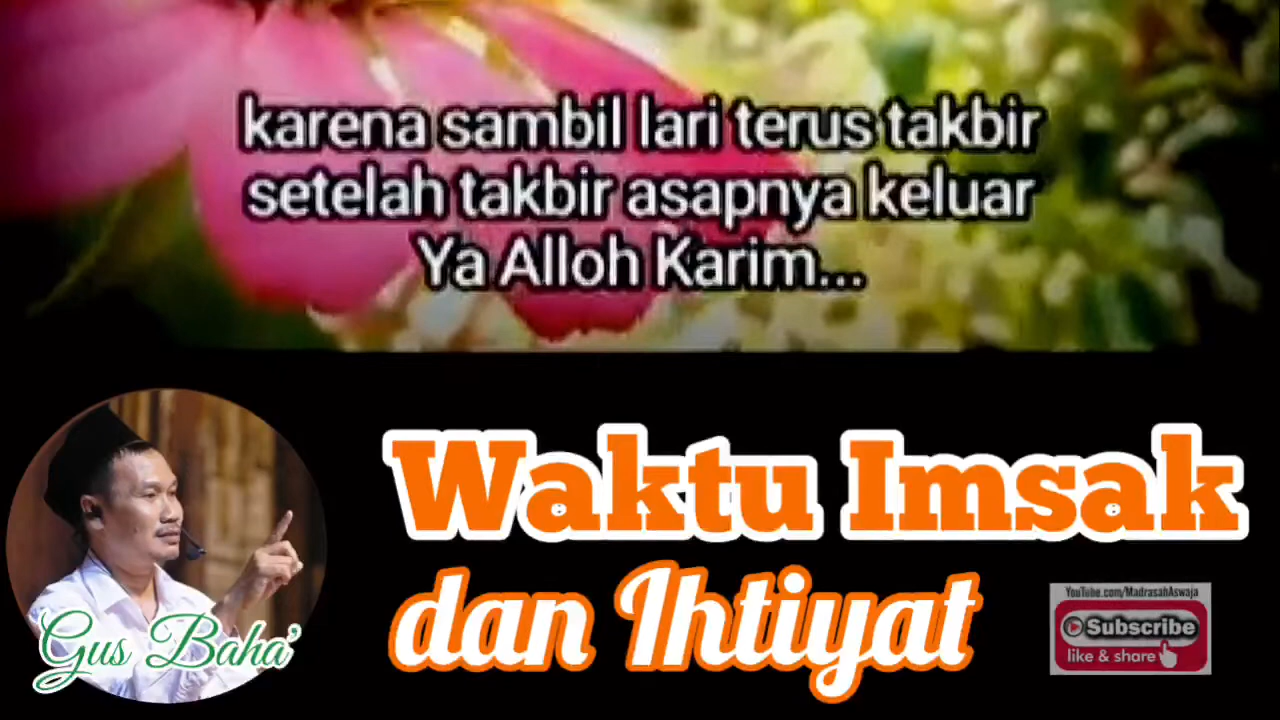 karena sambil lari terus takbir
setelah takbir asapnya keluar
Ya Alloh Karim...
Waktu Imsak
dan Ihtiyat
Gus Baha'
YouTube.com/MadrasahAswaja
Subscribe
like & share